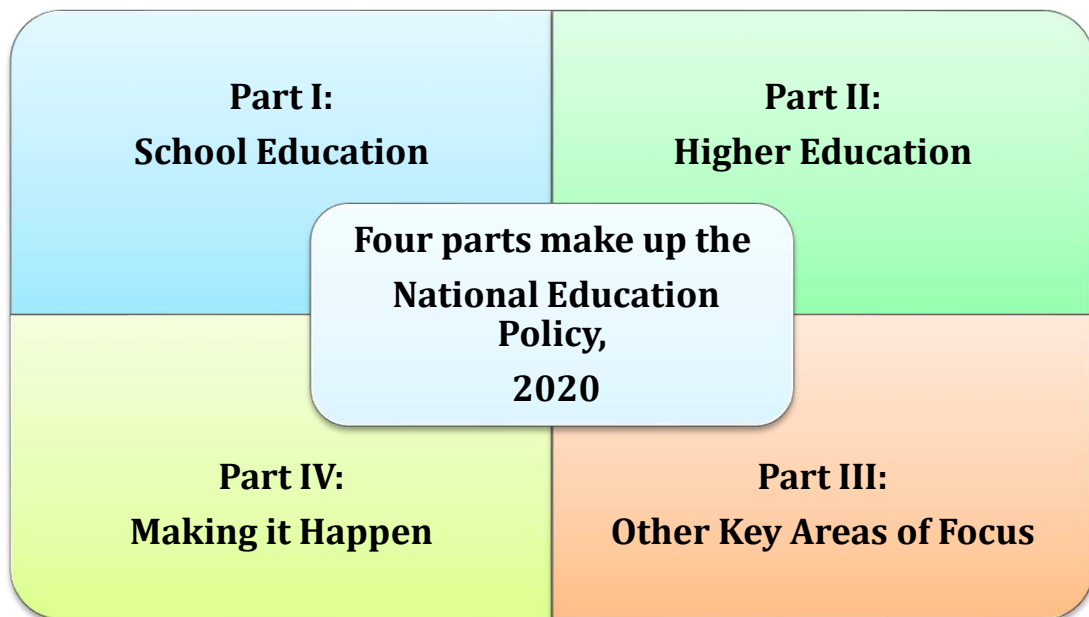 Part I:
School Education
Part II:
Higher Education
Four parts make up the
National Education
Policy,
2020
Part IV:
Making it Happen
Part III:
Other Key Areas of Focus